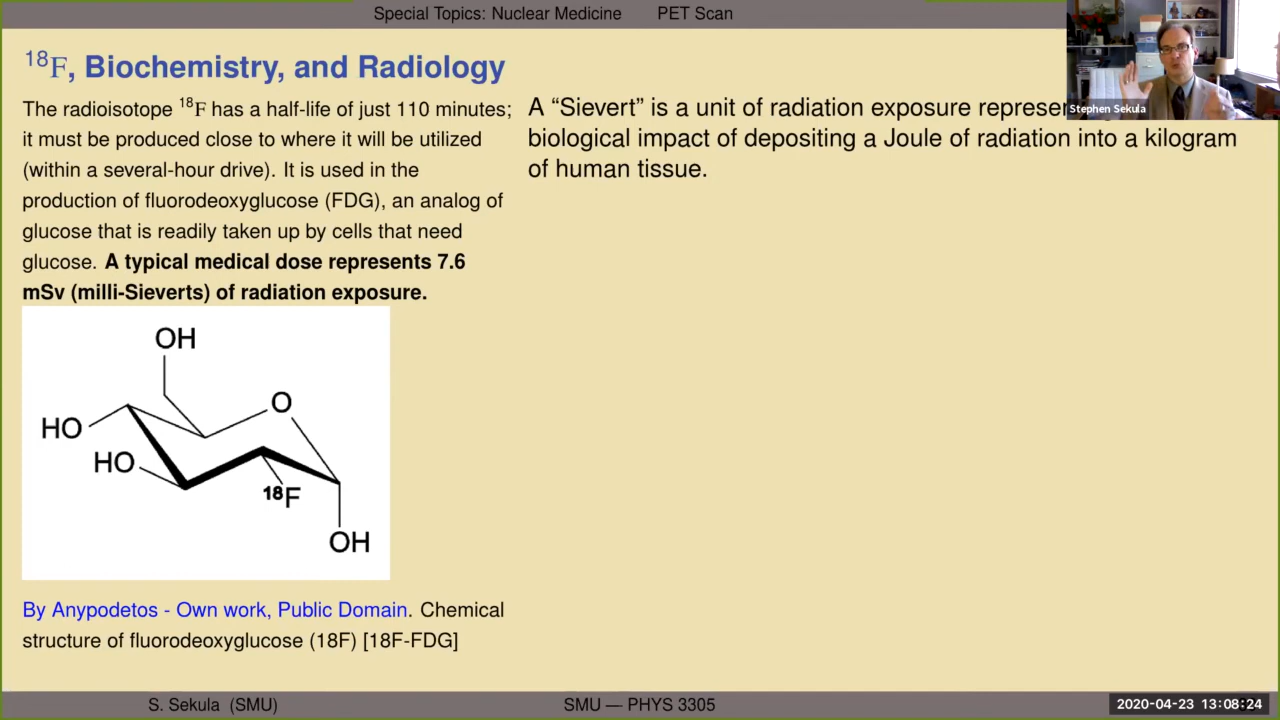 Special Topics: Nuclear Medicine PET Scan
Stephen Sekula
18F, Biochemistry, and Radiology
The radioisotope 18F has a half-life of just 110 minutes;
it must be produced close to where it will be utilized
(within a several-hour drive). It is used in the
production of fluorodeoxyglucose (FDG), an analog of
glucose that is readily taken up by cells that need
glucose. A typical medical dose represents 7.6
mSv (milli-Sieverts) of radiation exposure.
OH
O
HO
HO
18F
OH
By Anypodetos - Own work, Public Domain. Chemical
structure of fluorodeoxyglucose (18F) [18F-FDG]
A “Sievert” is a unit of radiation exposure
biological impact of depositing a Joule of radiation into a kilogram
of human tissue.
S. Sekula (SMU) SMU — PHYS 3305
2020-04-23 13:08:24